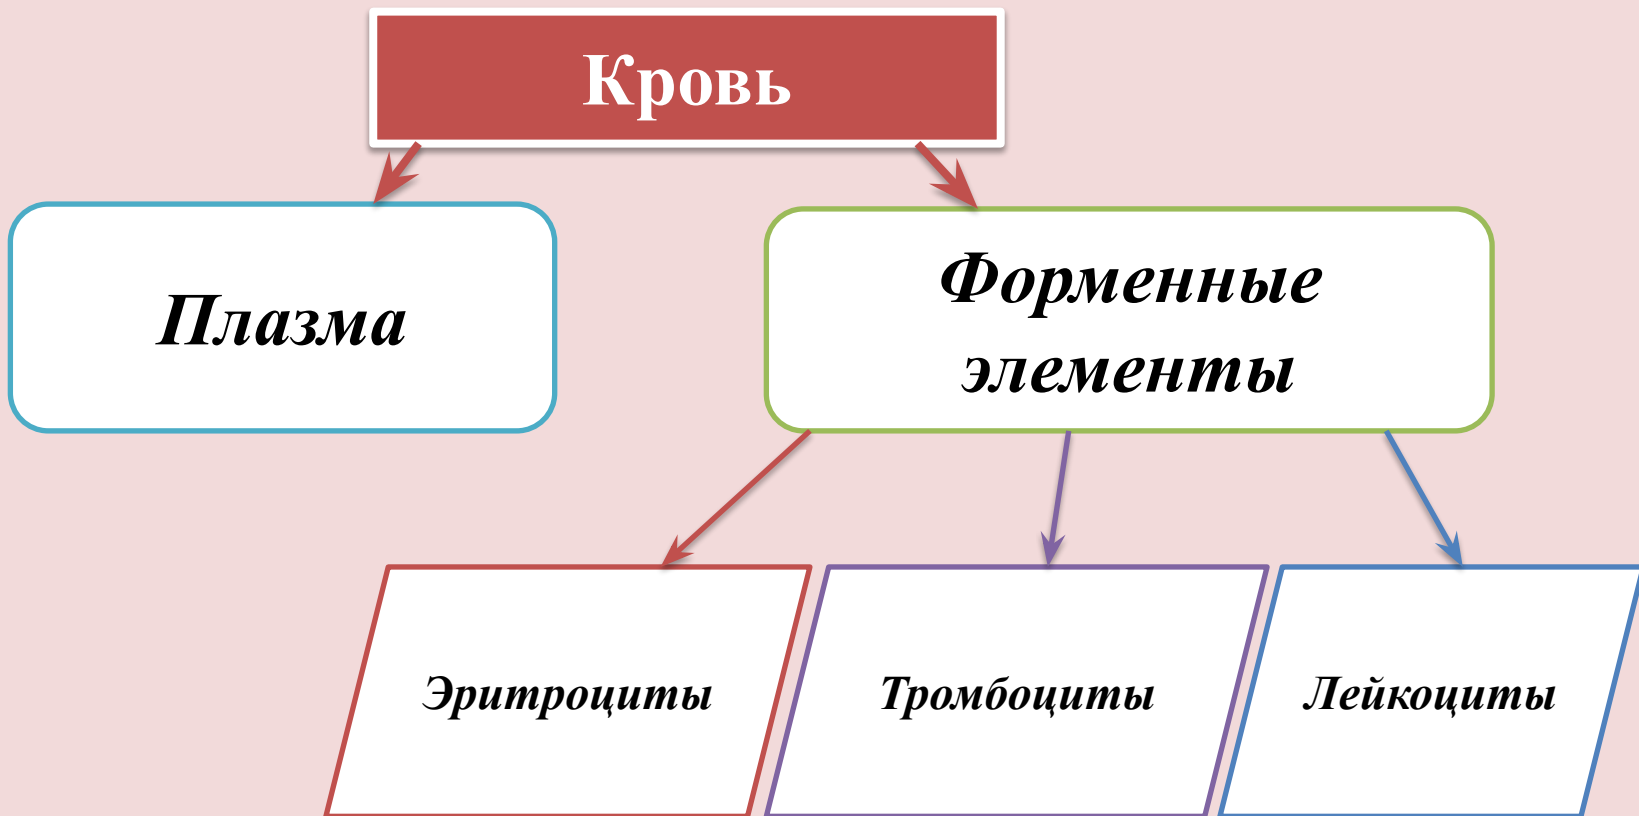 Кровь
Плазма
Форменные
элементы
Эритроциты
Тромбоциты
Лейкоциты